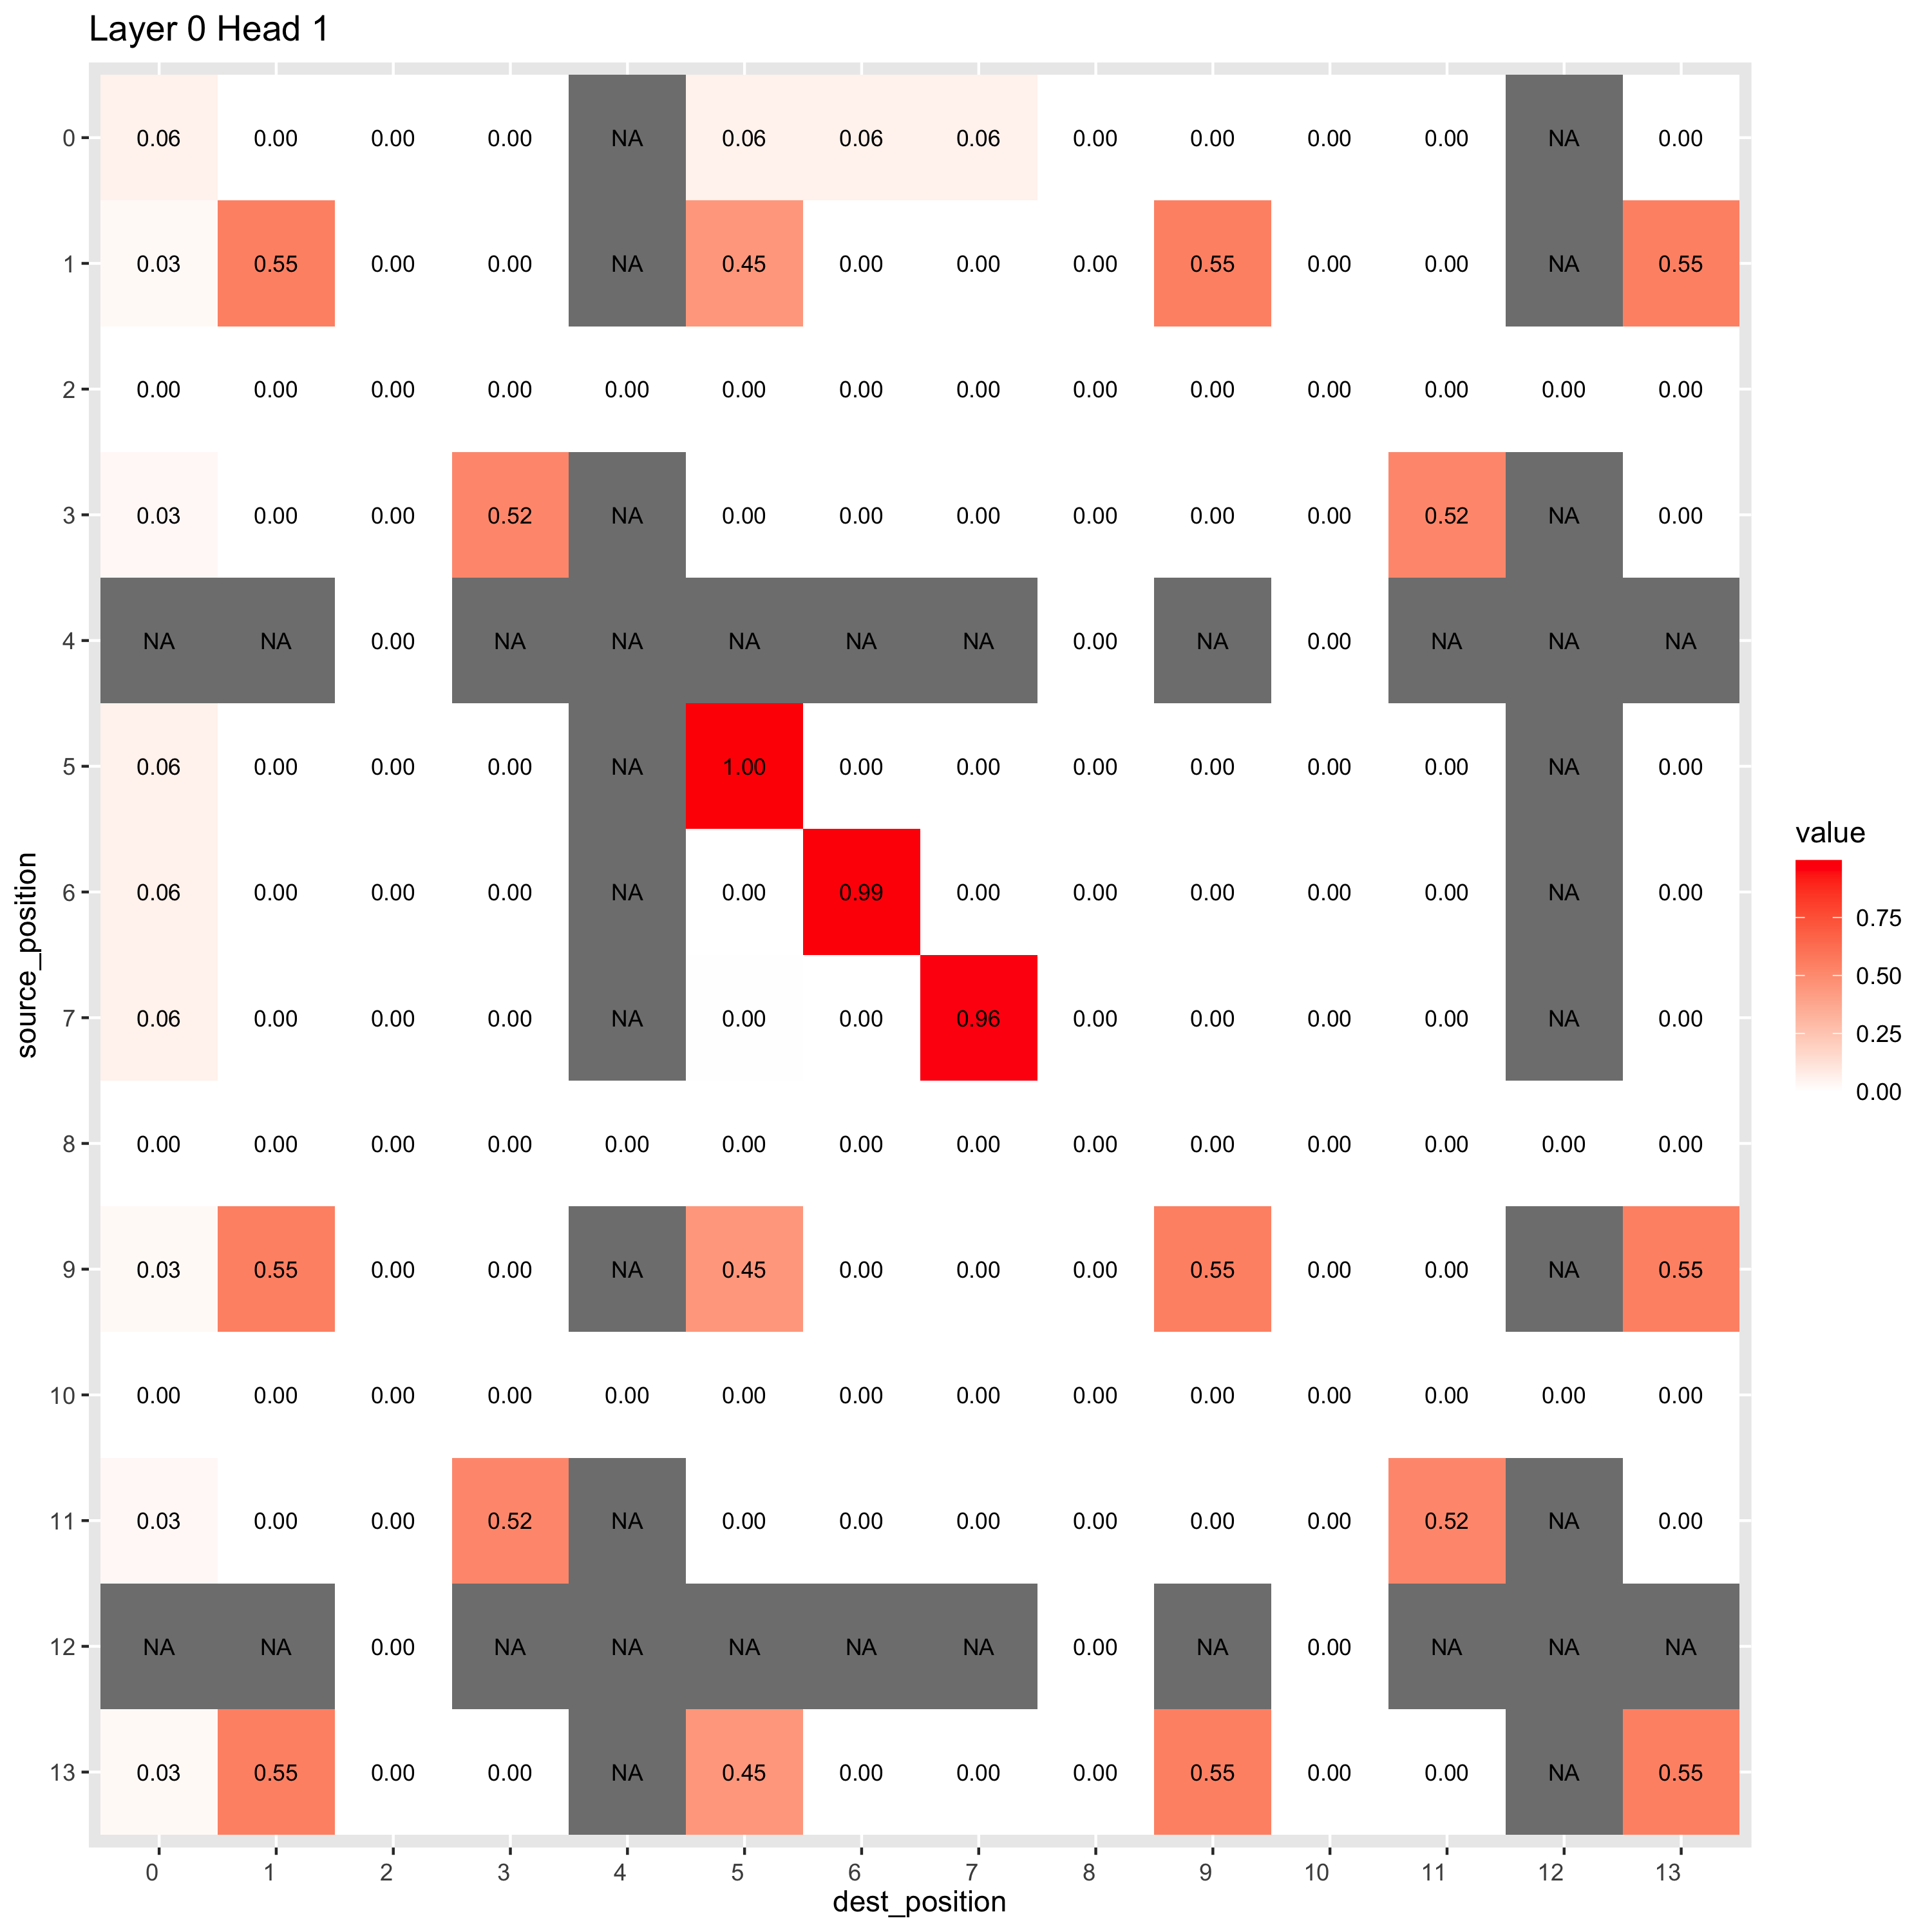 Layer 0 Head 1
0 0.06 0.00 0.00 0.00 NA 0.06 0.06 0.06 0.00 0.00 0.00 0.00 NA 0.00
1 0.03 0.55 0.00 0.00 NA 0.45 0.00 0.00 0.00 0.55 0.00 0.00 NA 0.55
2 0.00 0.00 0.00 0.00 0.00 0.00 0.00 0.00 0.00 0.00 0.00 0.00 0.00 0.00
3 0.03 0.00 0.00 0.52 NA 0.00 0.00 0.00 0.00 0.00 0.00 0.52 NA 0.00
4 NA NA 0.00 NA NA NA NA NA 0.00 NA 0.00 NA NA NA
5 0.06 0.00 0.00 0.00 NA 1.00 0.00 0.00 0.00 0.00 0.00 0.00 NA 0.00
6 0.06 0.00 0.00 0.00 NA 0.00 0.99 0.00 0.00 0.00 0.00 0.00 NA 0.00
7 0.06 0.00 0.00 0.00 NA 0.00 0.00 0.96 0.00 0.00 0.00 0.00 NA 0.00
8 0.00 0.00 0.00 0.00 0.00 0.00 0.00 0.00 0.00 0.00 0.00 0.00 0.00 0.00
9 0.03 0.55 0.00 0.00 NA 0.45 0.00 0.00 0.00 0.55 0.00 0.00 NA 0.55
10 0.00 0.00 0.00 0.00 0.00 0.00 0.00 0.00 0.00 0.00 0.00 0.00 0.00 0.00
11 0.03 0.00 0.00 0.52 NA 0.00 0.00 0.00 0.00 0.00 0.00 0.52 NA 0.00
12 NA NA 0.00 NA NA NA NA NA 0.00 NA 0.00 NA NA NA
13 0.03 0.55 0.00 0.00 NA 0.45 0.00 0.00 0.00 0.55 0.00 0.00 NA 0.55
0 1 2 3 4 5 6 7 8 9 10 11 12 13
dest_position
source_position
value
0.75
0.50
0.25
0.00